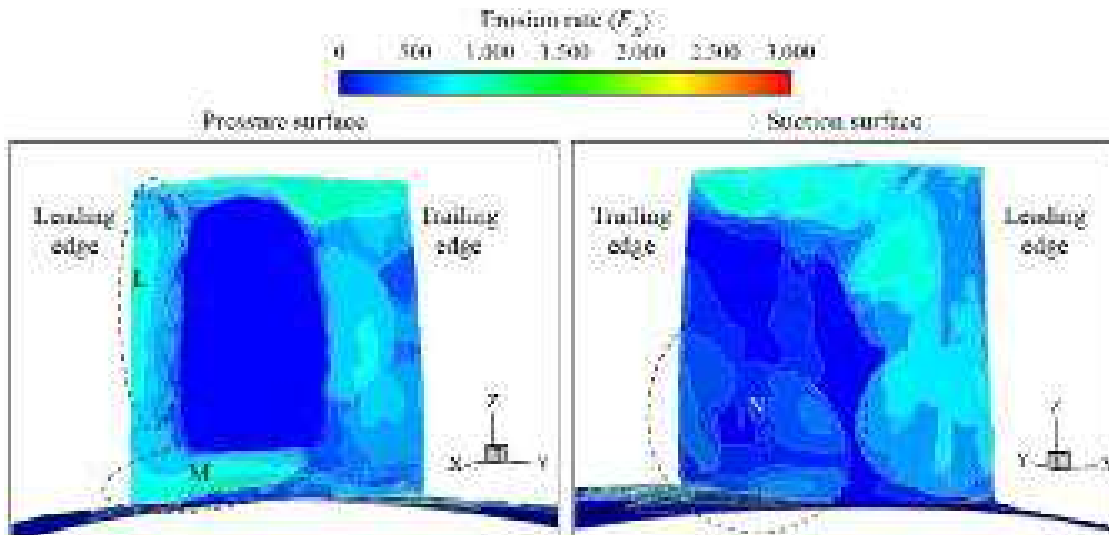 Erosion rate (F_A)
0 500 1,000 1,500 2,000 2,500 3,000
Pressure surface
Suction surface
Leading
edge
Trailing
edge
Trailing
edge
Leading
edge
L
M
N
Z
X
Y
Z
Y
X